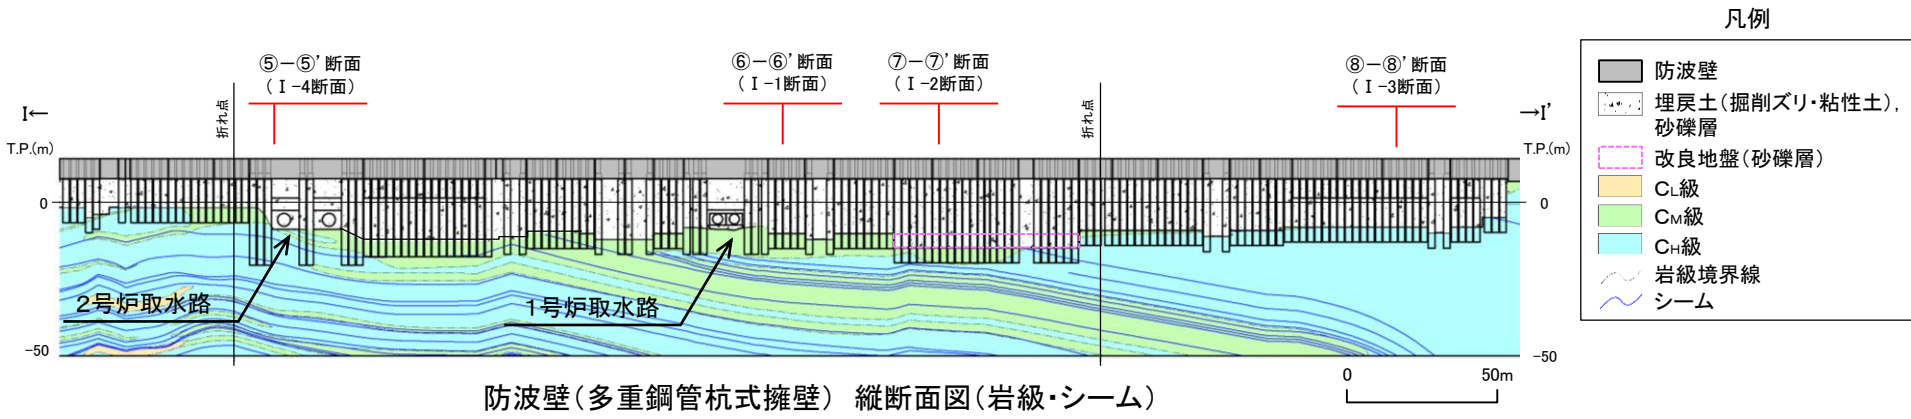 凡例
⑤－⑤’断面
（Ⅰ-4断面）
⑥－⑥’断面
（Ⅰ-1断面）
⑦－⑦’断面
（Ⅰ-2断面）
⑧－⑧’断面
（Ⅰ-3断面）
I←
折れ点
折れ点
→I’
T.P.(m)
T.P.(m)
0
0
2号炉取水路
1号炉取水路
-50
-50
防波壁
埋戻土（掘削ズリ・粘性土），
砂礫層
改良地盤（砂礫層）
CL級
CM級
CH級
岩級境界線
シーム
0
50m
防波壁（多重鋼管杭式擁壁） 縦断面図（岩級・シーム）